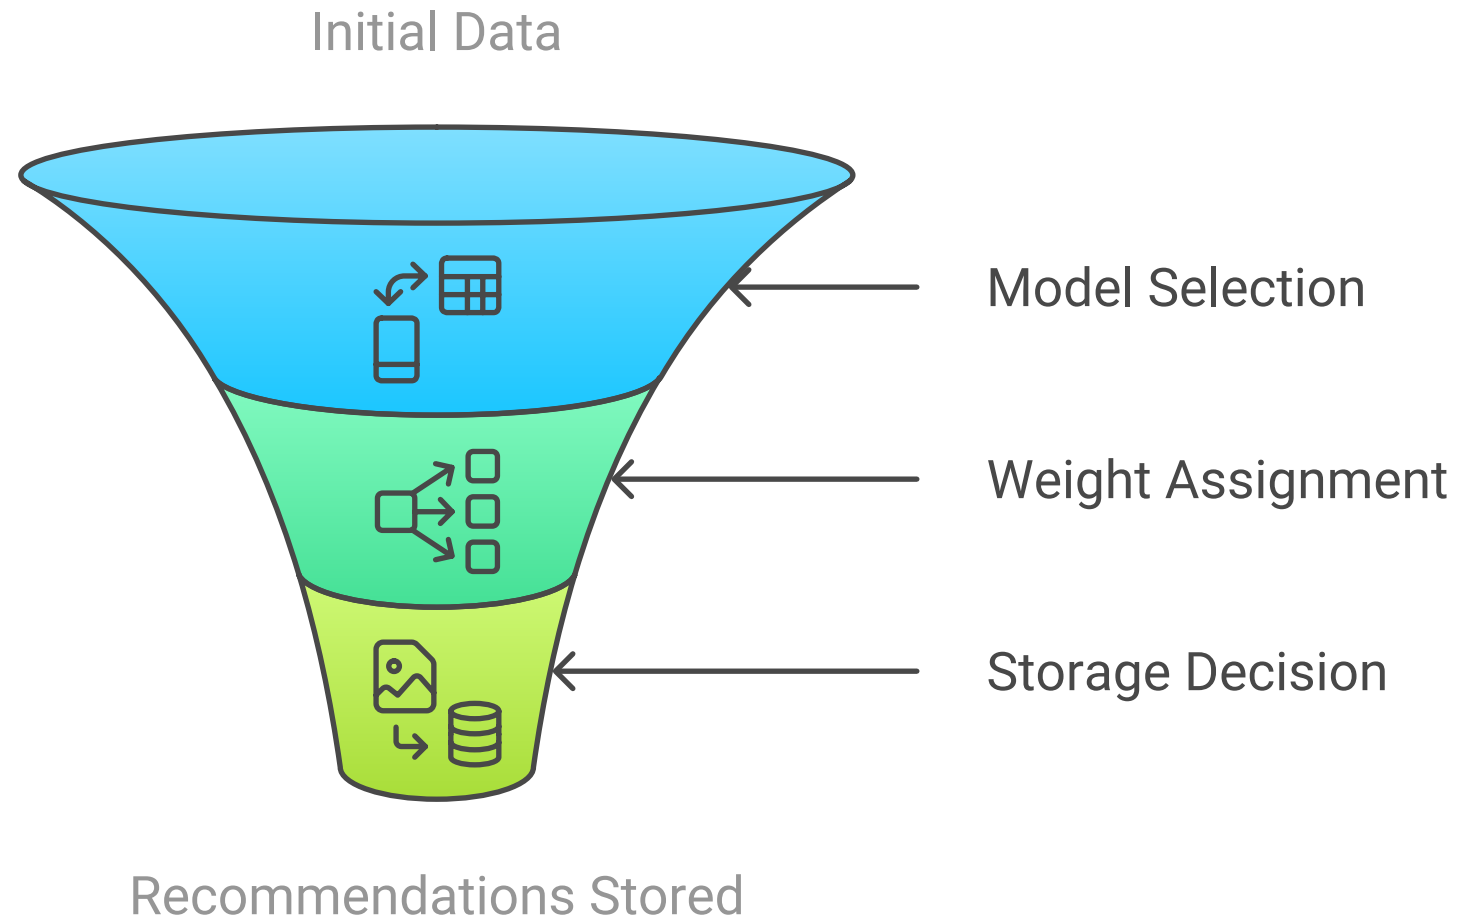 Initial Data
Model Selection
Weight Assignment
Storage Decision
Recommendations Stored